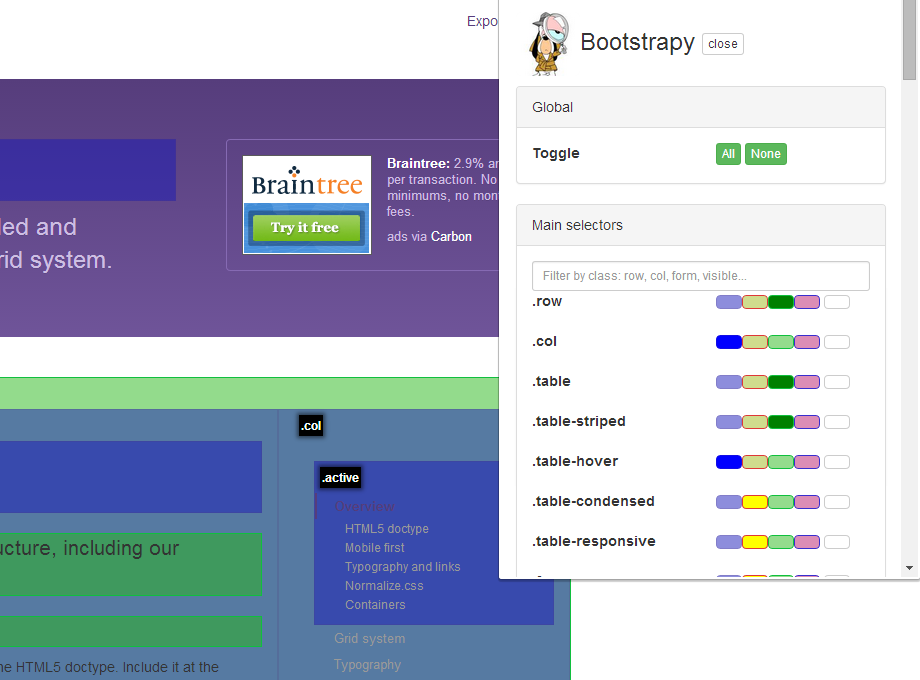 Expo
Bootstrapy close
Global
Toggle All None
Main selectors
Filter by class: row, col, form, visible...
.row
.col
.table
.table-striped
.table-hover
.table-condensed
.table-responsive
Braintree
Try it free
Braintree: 2.9% an
per transaction. No
minimums, no mon
fees.
ads via Carbon
led and
rid system.
.col
.active
Overview
HTML5 doctype
Mobile first
Typography and links
Normalize.css
Containers
Grid system
Typography
ucture, including our
he HTML5 doctype. Include it at the